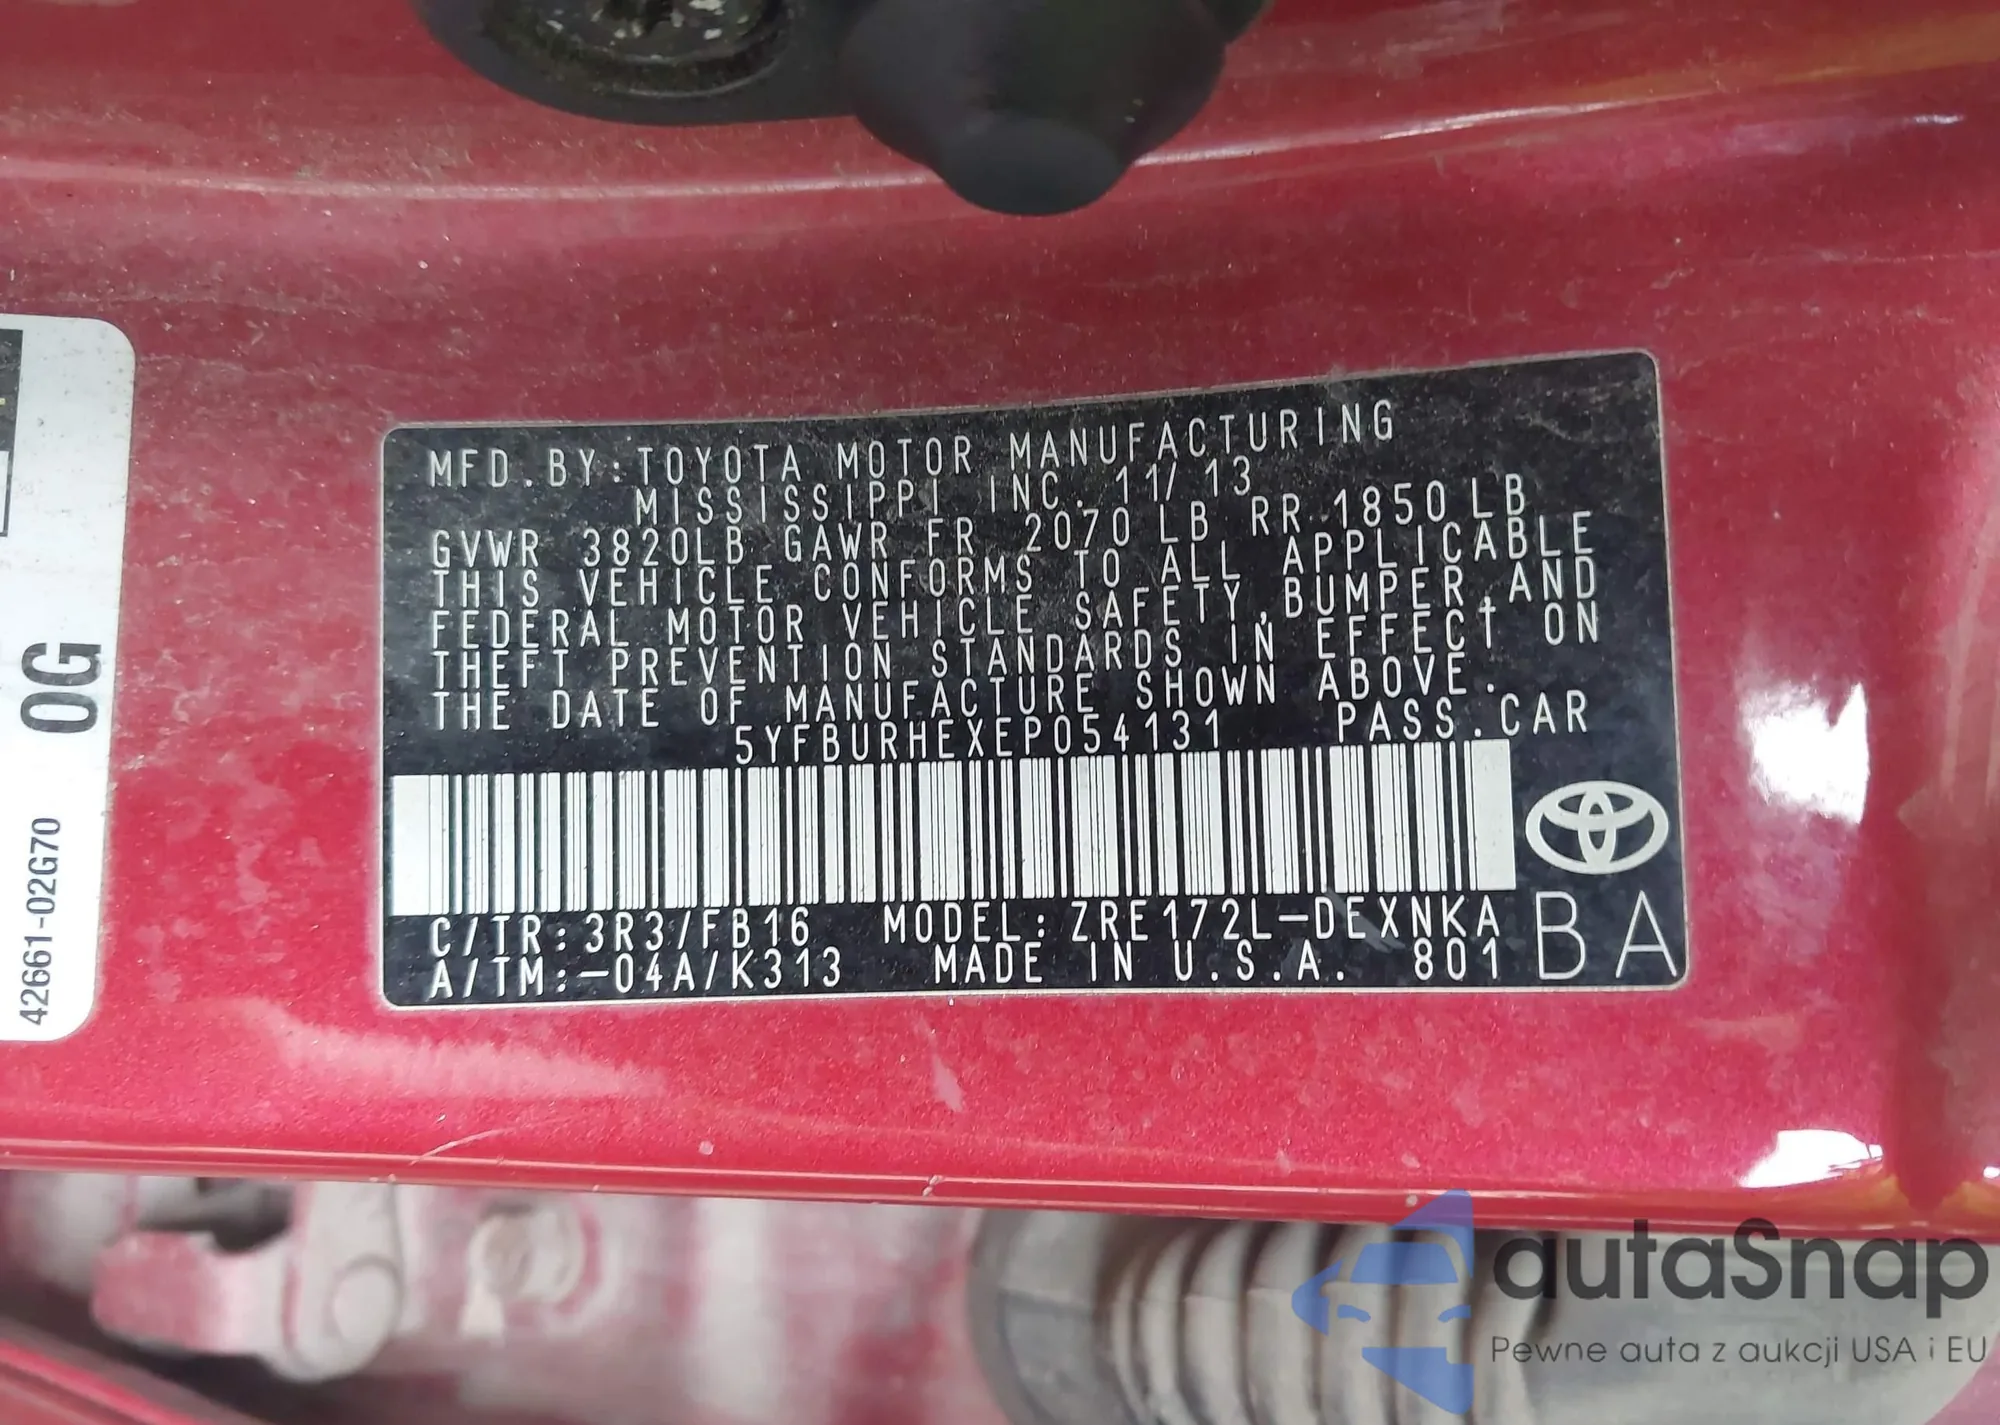 MFD.BY:TOYOTA MOTOR MANUFACTURING
MISSISSIPPI INC. 11/13
GVWR 3820LB GAWR FR 2070 LB RR 1850 LB
THIS VEHICLE CONFORMS TO ALL APPLICABLE
FEDERAL MOTOR VEHICLE SAFETY,BUMPER,AND
THEFT PREVENTION STANDARDS IN EFFECT ON
THE DATE OF MANUFACTURE SHOWN ABOVE.
5YFBURHEXEP054131 PASS.CAR
C/TR:3R3/FB16 MODEL:ZRE172L-DEXNKA
A/TM:-04A/K313 MADE IN U.S.A. 801
BA
0G
42661-02G70
autaSnap
Pewne auta z aukcji USA i EU